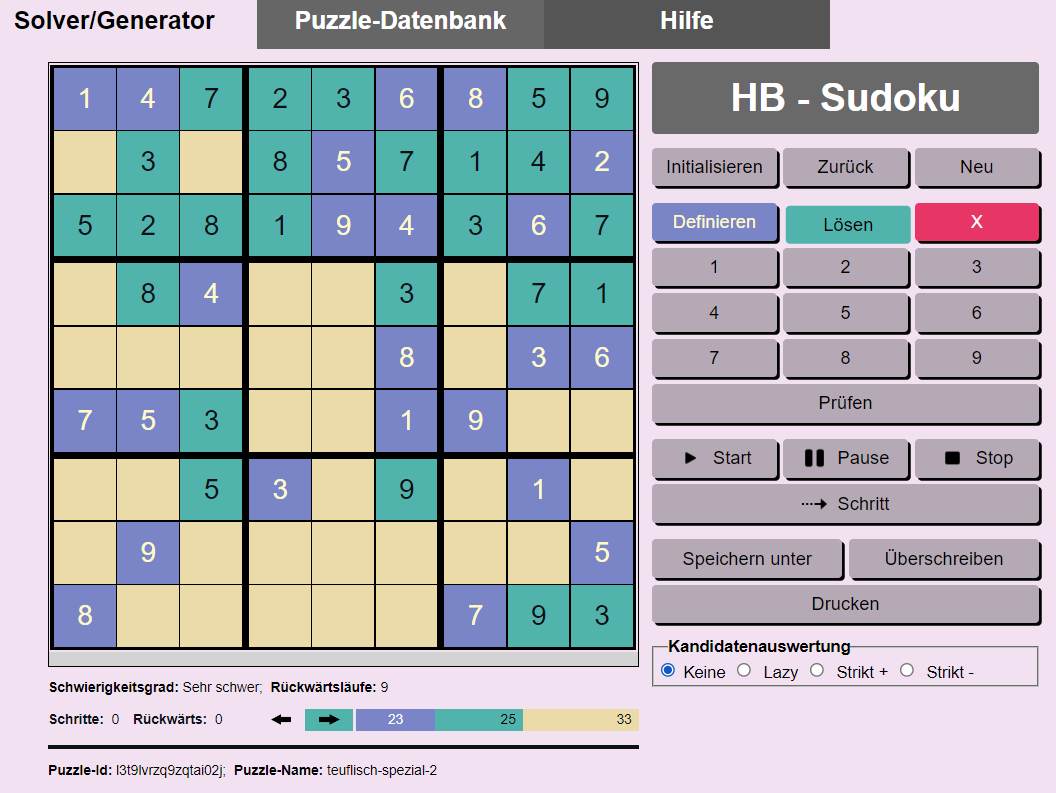 Solver/Generator Puzzle-Datenbank Hilfe
HB - Sudoku
1 4 7 2 3 6 8 5 9
3 8 5 7 1 4 2
5 2 8 1 9 4 3 6 7
8 4 3 7 1
8 3 6
7 5 3 1 9
5 3 9 1
9 5
8 7 9 3
Initialisieren Zurück Neu
Definieren Lösen X
1 2 3
4 5 6
7 8 9
Prüfen
Start Pause Stop
Schritt
Speichern unter Überschreiben
Drucken
Kandidatenauswertung
Keine Lazy Strikt + Strikt -
Schwierigkeitsgrad: Sehr schwer; Rückwärtsläufe: 9
Schritte: 0 Rückwärts: 0 23 25 33
Puzzle-Id: l3t9lvrzq9zqtai02j; Puzzle-Name: teuflisch-spezial-2